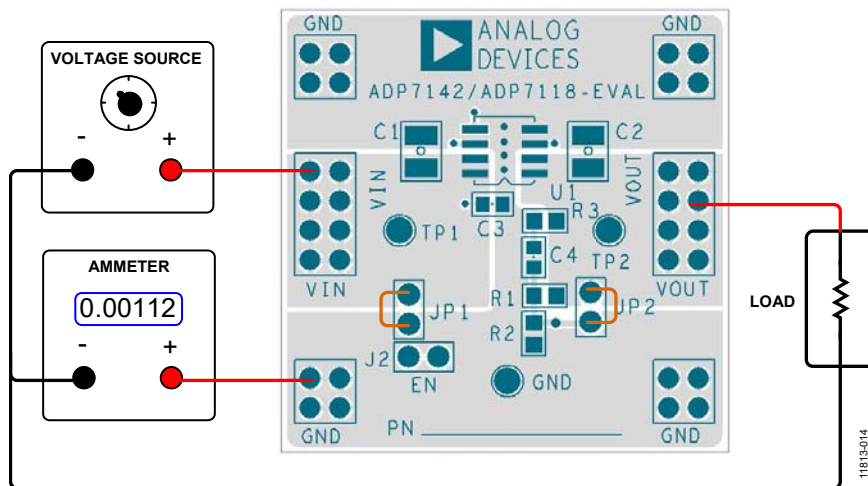 VOLTAGE SOURCE
- +
AMMETER
0.00112
- +
GND
ANALOG
DEVICES
GND
ADP7142/ADP7118-EVAL
C1
C2
VIN
VOUT
U1
C3
R3
TP1
C4
TP2
VIN
VOUT
JP1
R1
JP2
R2
J2
EN
GND
GND
PN
GND
LOAD
11813-014